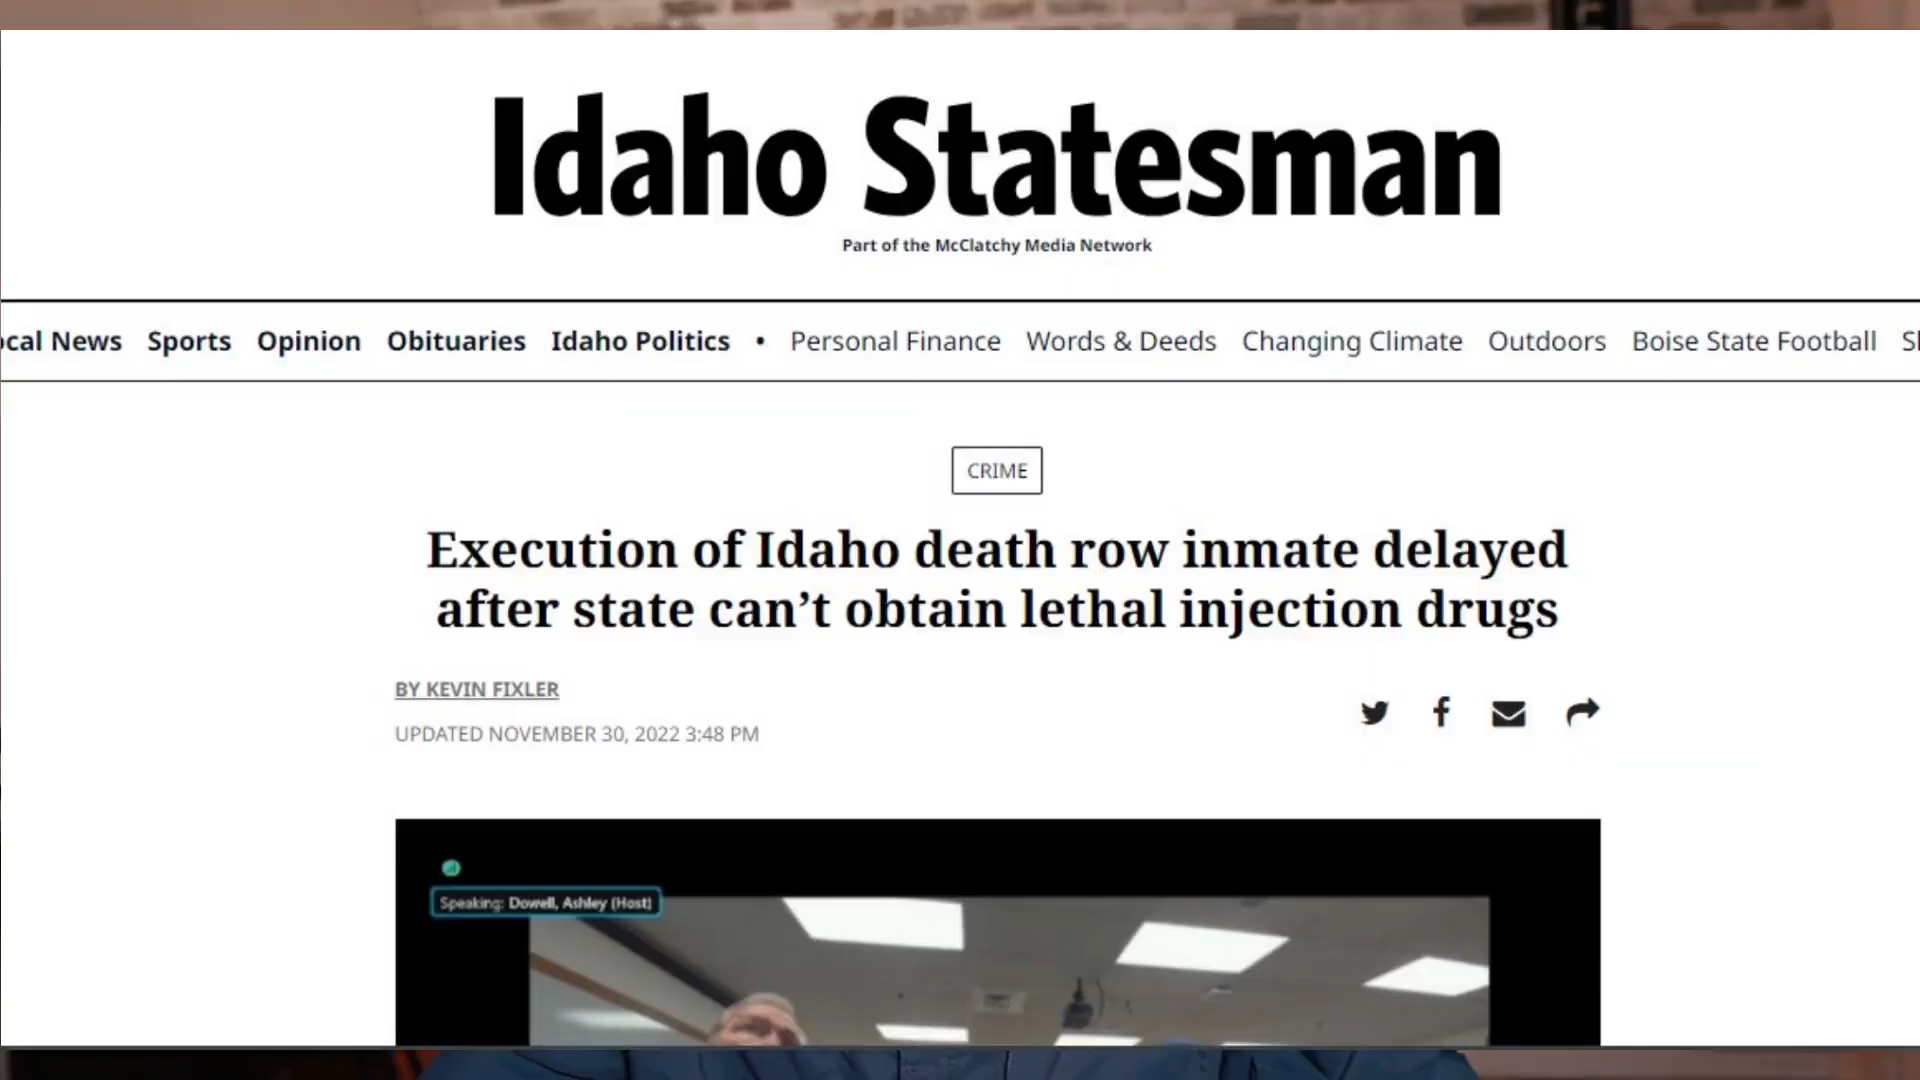 Idaho Statesman
Part of the McClatchy Media Network
cal News Sports Opinion Obituaries Idaho Politics • Personal Finance Words & Deeds Changing Climate Outdoors Boise State Football
CRIME
Execution of Idaho death row inmate delayed
after state can’t obtain lethal injection drugs
BY KEVIN FIXLER
UPDATED NOVEMBER 30, 2022 3:48 PM
Speaking: Dowell, Ashley (Host)